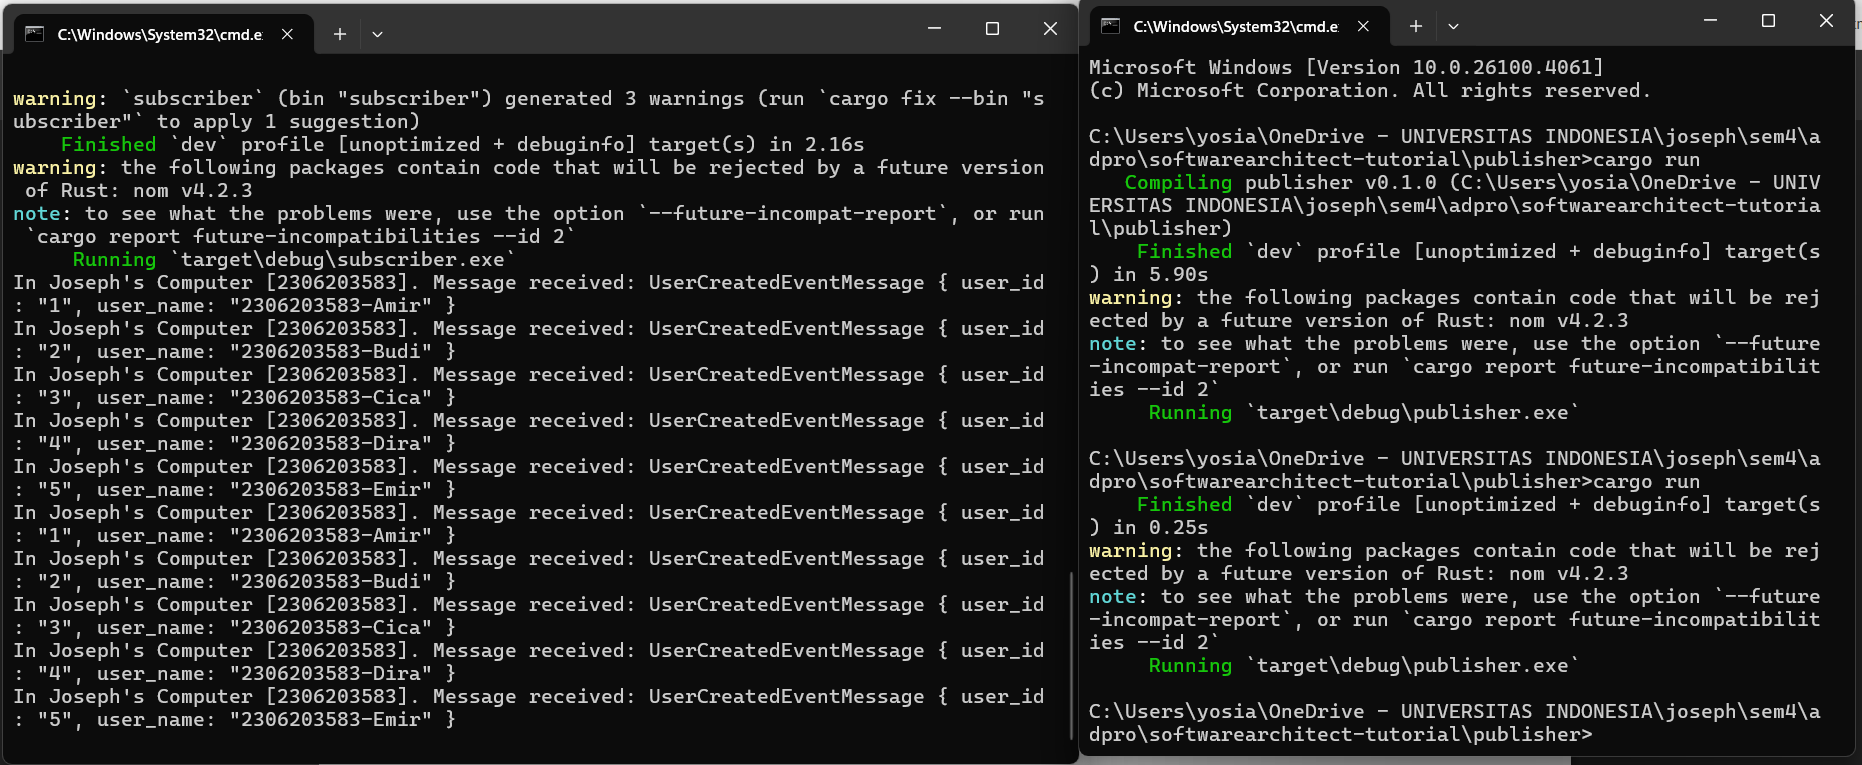 C:\Windows\System32\cmd.e
warning: `subscriber` (bin "subscriber") generated 3 warnings (run `cargo fix --bin "s
ubscriber"` to apply 1 suggestion)
    Finished `dev` profile [unoptimized + debuginfo] target(s) in 2.16s
warning: the following packages contain code that will be rejected by a future version
 of Rust: nom v4.2.3
note: to see what the problems were, use the option `--future-incompat-report`, or run
 `cargo report future-incompatibilities --id 2`
     Running `target\debug\subscriber.exe`
In Joseph's Computer [2306203583]. Message received: UserCreatedEventMessage { user_id
: "1", user_name: "2306203583-Amir" }
In Joseph's Computer [2306203583]. Message received: UserCreatedEventMessage { user_id
: "2", user_name: "2306203583-Budi" }
In Joseph's Computer [2306203583]. Message received: UserCreatedEventMessage { user_id
: "3", user_name: "2306203583-Cica" }
In Joseph's Computer [2306203583]. Message received: UserCreatedEventMessage { user_id
: "4", user_name: "2306203583-Dira" }
In Joseph's Computer [2306203583]. Message received: UserCreatedEventMessage { user_id
: "5", user_name: "2306203583-Emir" }
In Joseph's Computer [2306203583]. Message received: UserCreatedEventMessage { user_id
: "1", user_name: "2306203583-Amir" }
In Joseph's Computer [2306203583]. Message received: UserCreatedEventMessage { user_id
: "2", user_name: "2306203583-Budi" }
In Joseph's Computer [2306203583]. Message received: UserCreatedEventMessage { user_id
: "3", user_name: "2306203583-Cica" }
In Joseph's Computer [2306203583]. Message received: UserCreatedEventMessage { user_id
: "4", user_name: "2306203583-Dira" }
In Joseph's Computer [2306203583]. Message received: UserCreatedEventMessage { user_id
: "5", user_name: "2306203583-Emir" }
C:\Windows\System32\cmd.e
Microsoft Windows [Version 10.0.26100.4061]
(c) Microsoft Corporation. All rights reserved.
C:\Users\yosia\OneDrive - UNIVERSITAS INDONESIA\joseph\sem4\a
dpro\softwarearchitect-tutorial\publisher>cargo run
   Compiling publisher v0.1.0 (C:\Users\yosia\OneDrive - UNIV
ERSITAS INDONESIA\joseph\sem4\adpro\softwarearchitect-tutoria
l\publisher)
    Finished `dev` profile [unoptimized + debuginfo] target(s
) in 5.90s
warning: the following packages contain code that will be rej
ected by a future version of Rust: nom v4.2.3
note: to see what the problems were, use the option `--future
-incompat-report`, or run `cargo report future-incompatibilit
ies --id 2`
     Running `target\debug\publisher.exe`
C:\Users\yosia\OneDrive - UNIVERSITAS INDONESIA\joseph\sem4\a
dpro\softwarearchitect-tutorial\publisher>cargo run
    Finished `dev` profile [unoptimized + debuginfo] target(s
) in 0.25s
warning: the following packages contain code that will be rej
ected by a future version of Rust: nom v4.2.3
note: to see what the problems were, use the option `--future
-incompat-report`, or run `cargo report future-incompatibilit
ies --id 2`
     Running `target\debug\publisher.exe`
C:\Users\yosia\OneDrive - UNIVERSITAS INDONESIA\joseph\sem4\a
dpro\softwarearchitect-tutorial\publisher>